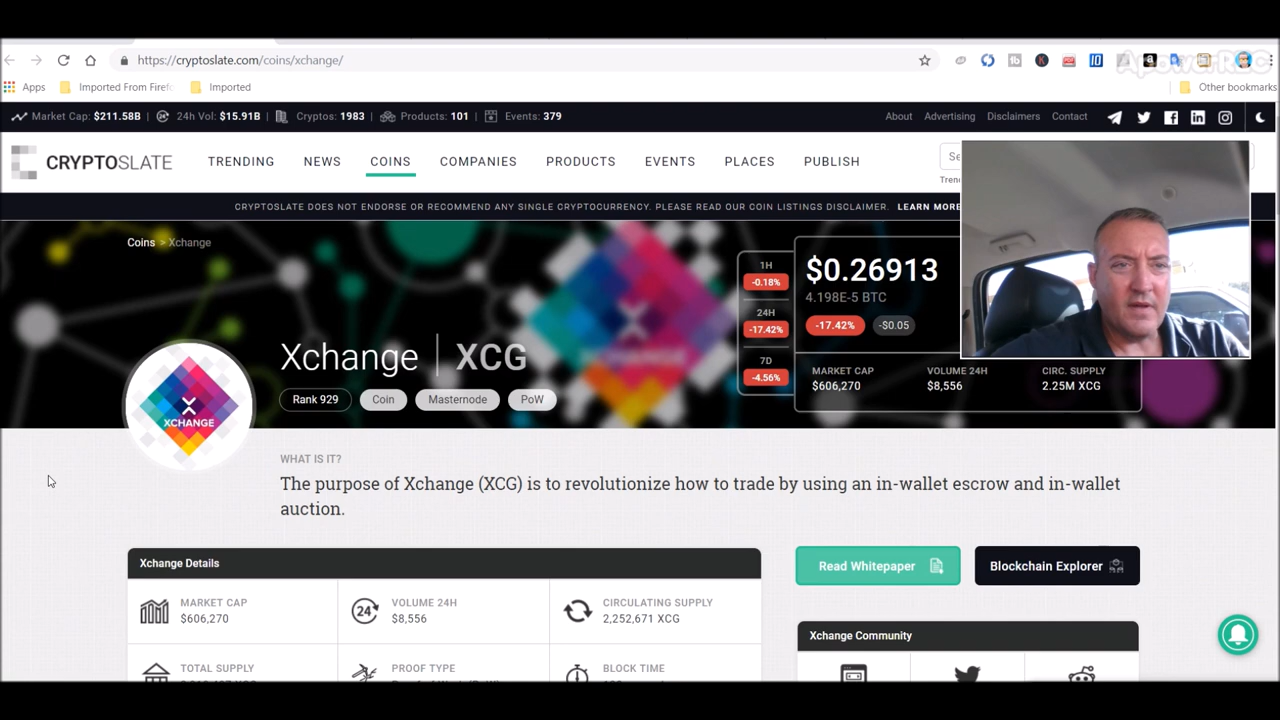 https://cryptoslate.com/coins/xchange/
ApowerREC
Apps Imported From Firefo Imported Other bookmarks
Market Cap: $211.58B | 24h Vol: $15.91B | Cryptos: 1983 | Products: 101 | Events: 379 About Advertising Disclaimers Contact
CRYPTOSLATE TRENDING NEWS COINS COMPANIES PRODUCTS EVENTS PLACES PUBLISH Se
Tren
CRYPTOSLATE DOES NOT ENDORSE OR RECOMMEND ANY SINGLE CRYPTOCURRENCY. PLEASE READ OUR COIN LISTINGS DISCLAIMER. LEARN MORE
Coins > Xchange
1H
-0.18%
24H
-17.42%
7D
-4.56%
$0.26913
4.198E-5 BTC
-17.42% -$0.05
MARKET CAP VOLUME 24H CIRC. SUPPLY
$606,270 $8,556 2.25M XCG
Xchange | XCG
Rank 929 Coin Masternode PoW
X
XCHANGE
WHAT IS IT?
The purpose of Xchange (XCG) is to revolutionize how to trade by using an in-wallet escrow and in-wallet
auction.
Xchange Details
MARKET CAP VOLUME 24H CIRCULATING SUPPLY
$606,270 24 $8,556 2,252,671 XCG
TOTAL SUPPLY PROOF TYPE BLOCK TIME
Read Whitepaper Blockchain Explorer
Xchange Community